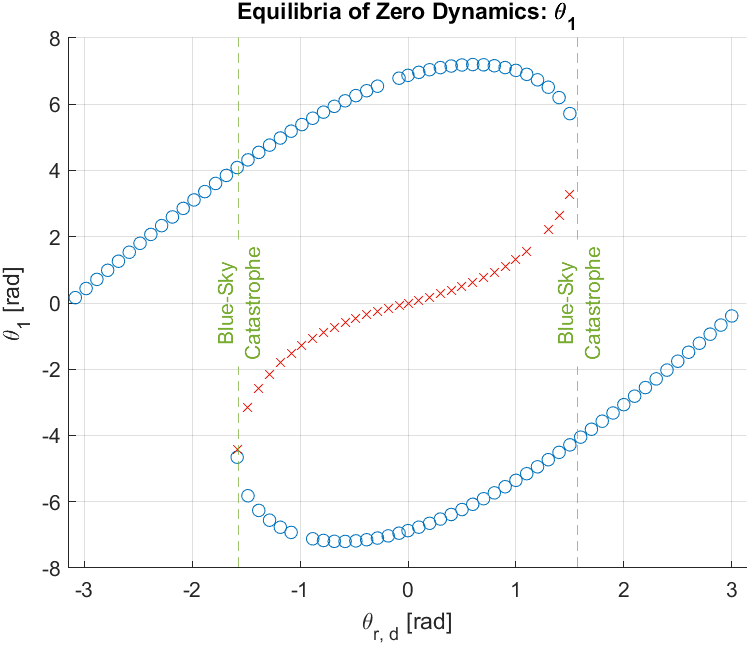 Equilibria of Zero Dynamics: θ₁
8
6
4
2
0
-2
-4
-6
-8
θ₁ [rad]
Blue-Sky
Catastrophe
Blue-Sky
Catastrophe
-3 -2 -1 0 1 2 3
θr, d [rad]